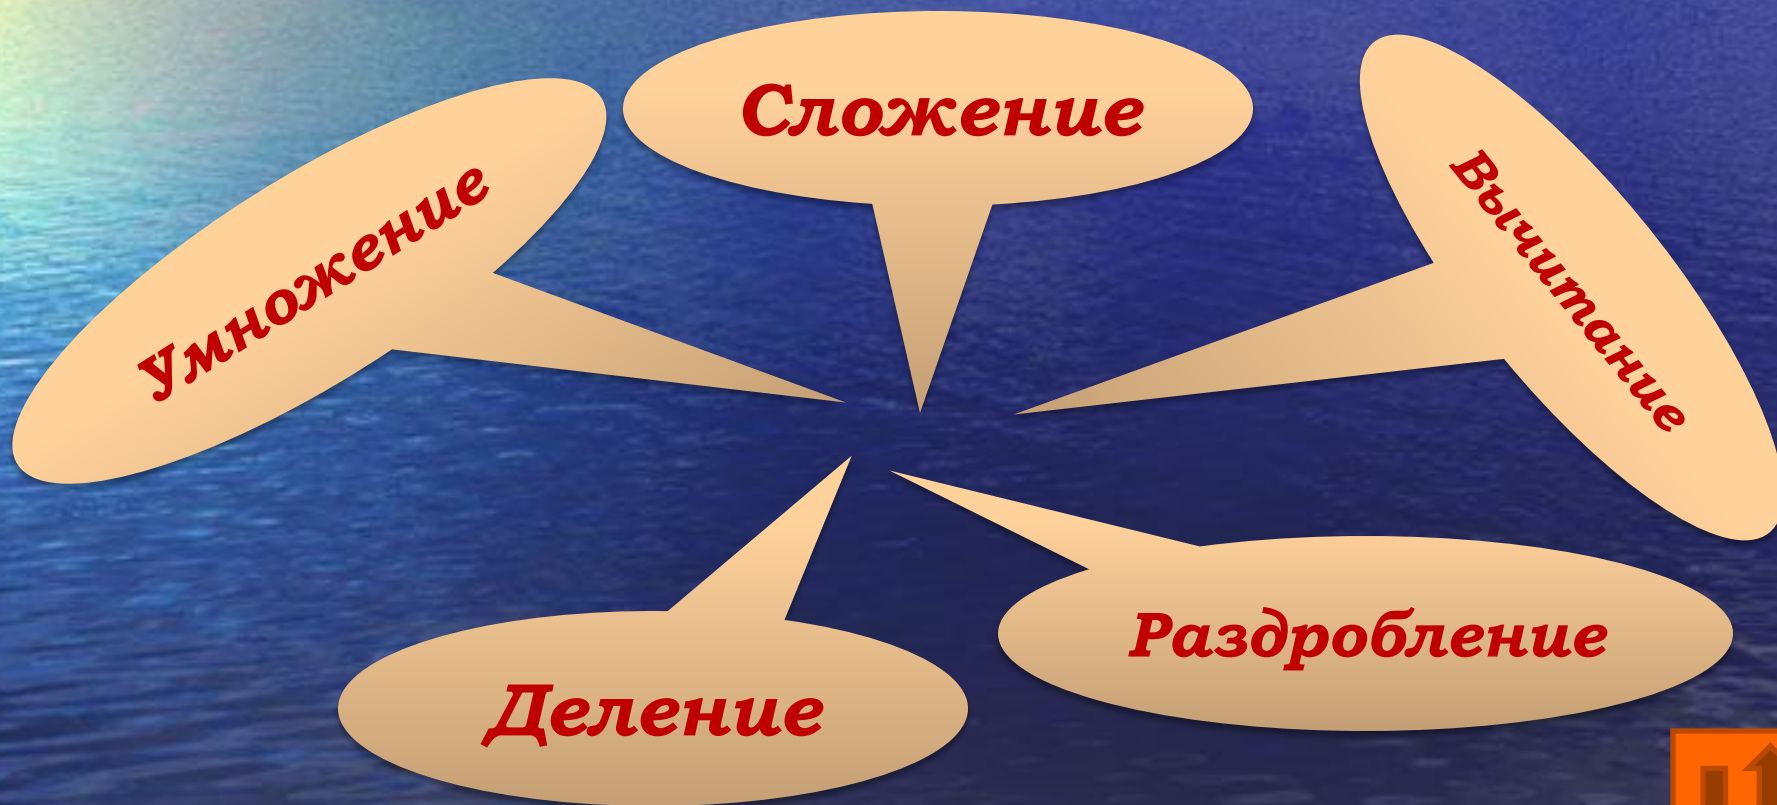 Сложение
Умножение
Вычитание
Деление
Раздробление